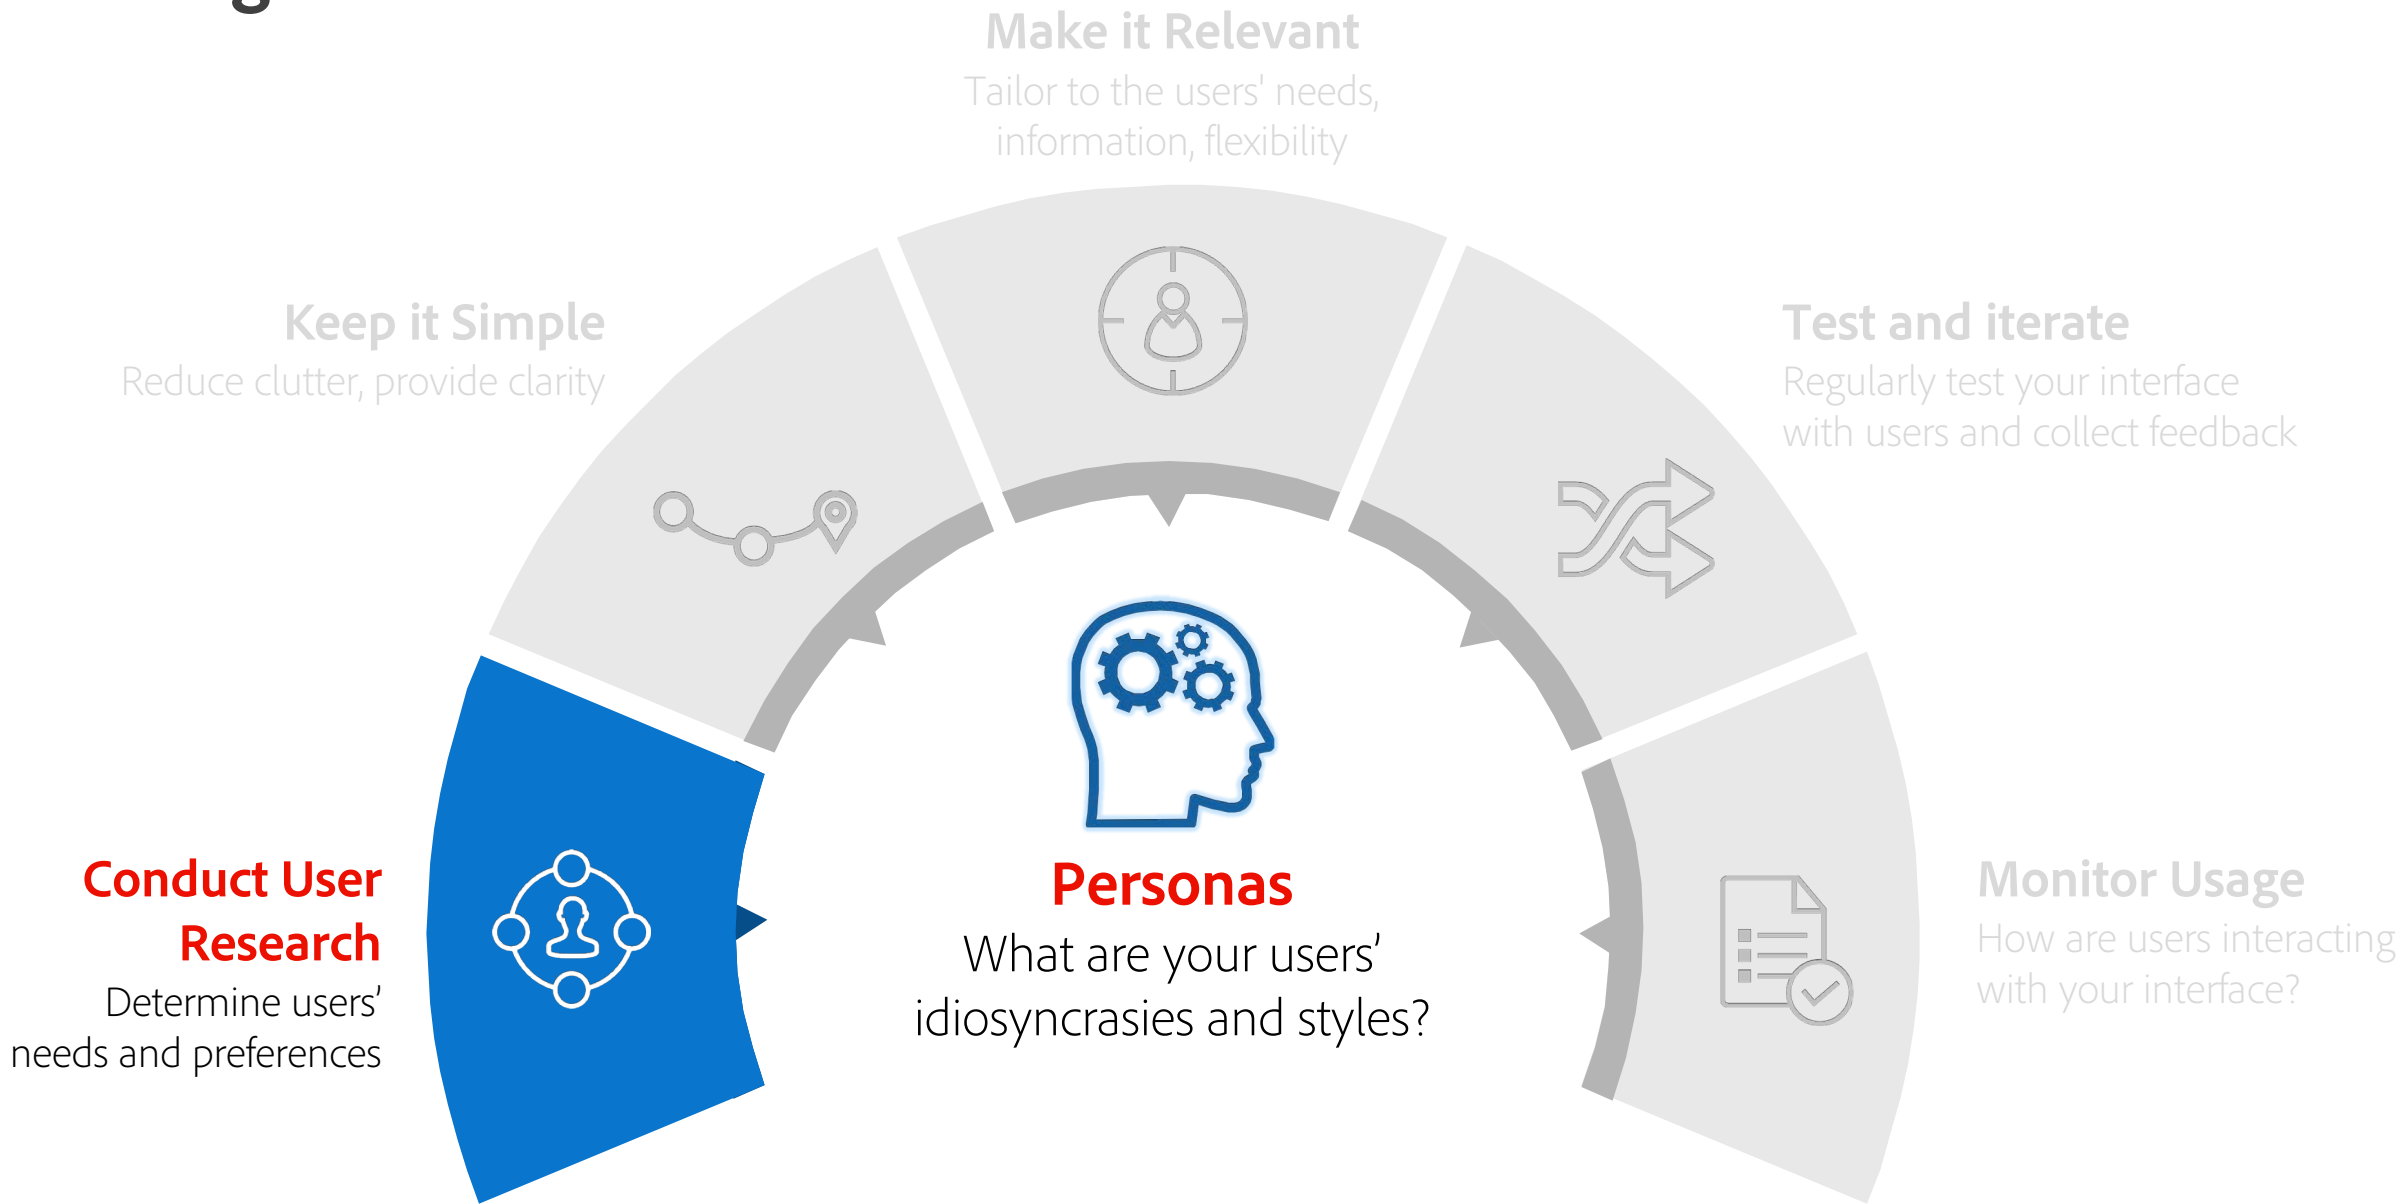 Make it Relevant
Tailor to the users' needs,
information, flexibility
Keep it Simple
Reduce clutter, provide clarity
Test and iterate
Regularly test your interface
with users and collect feedback
Conduct User
Research
Determine users’
needs and preferences
Personas
What are your users’
idiosyncrasies and styles?
Monitor Usage
How are users interacting
with your interface?